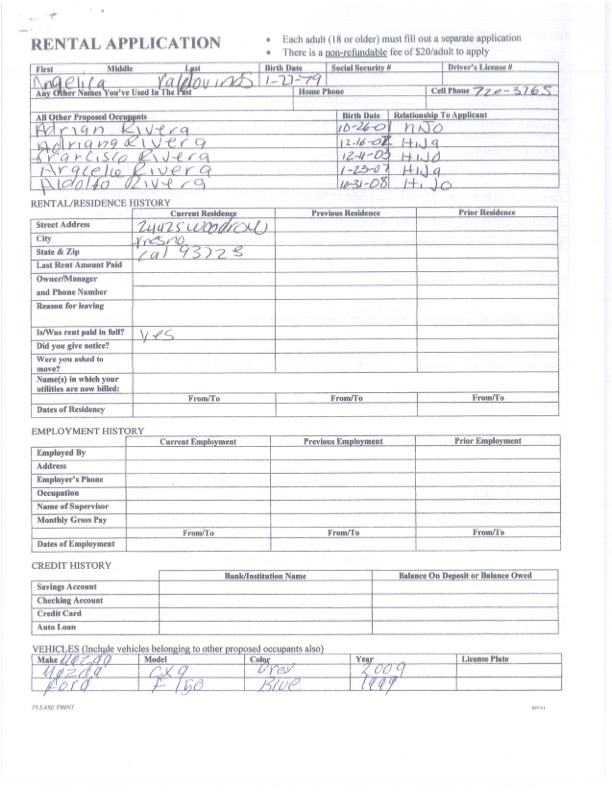 RENTAL APPLICATION
• Each adult (18 or older) must fill out a separate application
• There is a non-refundable fee of $20/adult to apply
First Middle Last Birth Date Social Security # Driver's License #
Angelica Valdovinos 1-27-79
Any Other Names You've Used In The Past Home Phone Cell Phone 720-3765
All Other Proposed Occupants Birth Date Relationship To Applicant
Adrian Rivera 10-26-0 HIJO
Adriana Rivera 12-16-02 Hija
Francisco Rivera 12-4-05 HiJo
Aracelie Rivera 1-23-07 HiJa
Aldolfo Rivera 10-31-08 HiJo
RENTAL/RESIDENCE HISTORY
Current Residence Previous Residence Prior Residence
Street Address 2425 woodrow
City Fresno
State & Zip Cal 93723
Last Rent Amount Paid
Owner/Manager
and Phone Number
Reason for leaving
Is/Was rent paid in full? yes
Did you give notice?
Were you asked to
move?
Name(s) in which your
utilities are now billed:
From/To From/To From/To
Dates of Residency
EMPLOYMENT HISTORY
Current Employment Previous Employment Prior Employment
Employed By
Address
Employer's Phone
Occupation
Name of Supervisor
Monthly Gross Pay
From/To From/To From/To
Dates of Employment
CREDIT HISTORY
Bank/Institution Name Balance On Deposit or Balance Owed
Savings Account
Checking Account
Credit Card
Auto Loan
VEHICLES (Include vehicles belonging to other proposed occupants also)
Make Mazda Model Color Year License Plate
Mazda CX9 Grey 2009
Ford F150 Blue 1999
PLEASE PRINT